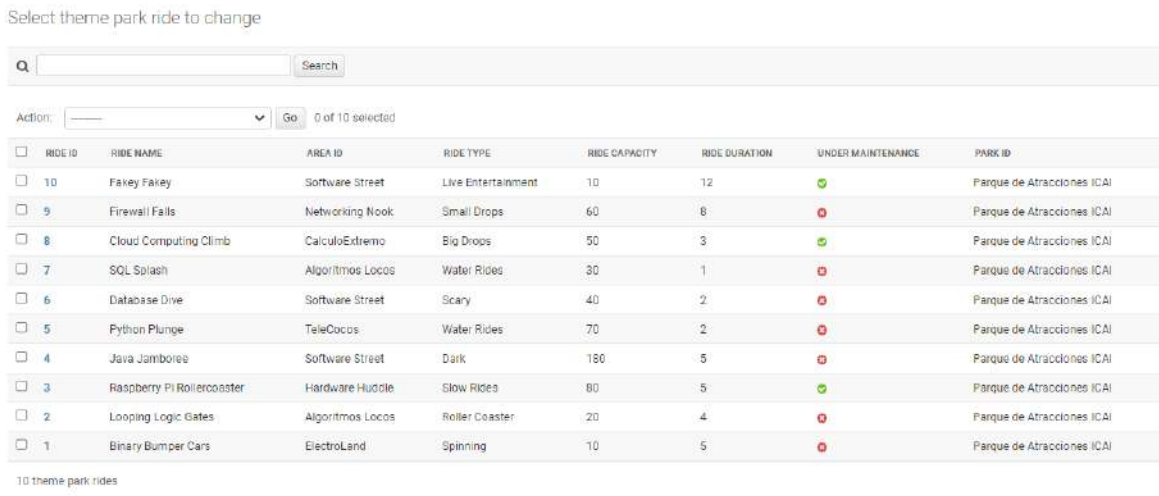 Select theme park ride to change
Search
Action: --------- Go 0 of 10 selected
RIDE ID RIDE NAME AREA ID RIDE TYPE RIDE CAPACITY RIDE DURATION UNDER MAINTENANCE PARK ID
10 Fakey Fakey Software Street Live Entertainment 10 12 Parque de Atracciones ICAI
9 Firewall Falls Networking Nook Small Drops 60 8 Parque de Atracciones ICAI
8 Cloud Computing Climb CalculoExtremo Big Drops 50 3 Parque de Atracciones ICAI
7 SQL Splash Algoritmos Locos Water Rides 30 1 Parque de Atracciones ICAI
6 Database Dive Software Street Scary 40 2 Parque de Atracciones ICAI
5 Python Plunge TeleCocos Water Rides 70 2 Parque de Atracciones ICAI
4 Java Jamboree Software Street Dark 180 5 Parque de Atracciones ICAI
3 Raspberry Pi Rollercoaster Hardware Huddle Slow Rides 80 5 Parque de Atracciones ICAI
2 Looping Logic Gates Algoritmos Locos Roller Coaster 20 4 Parque de Atracciones ICAI
1 Binary Bumper Cars ElectroLand Spinning 10 5 Parque de Atracciones ICAI
10 theme park rides